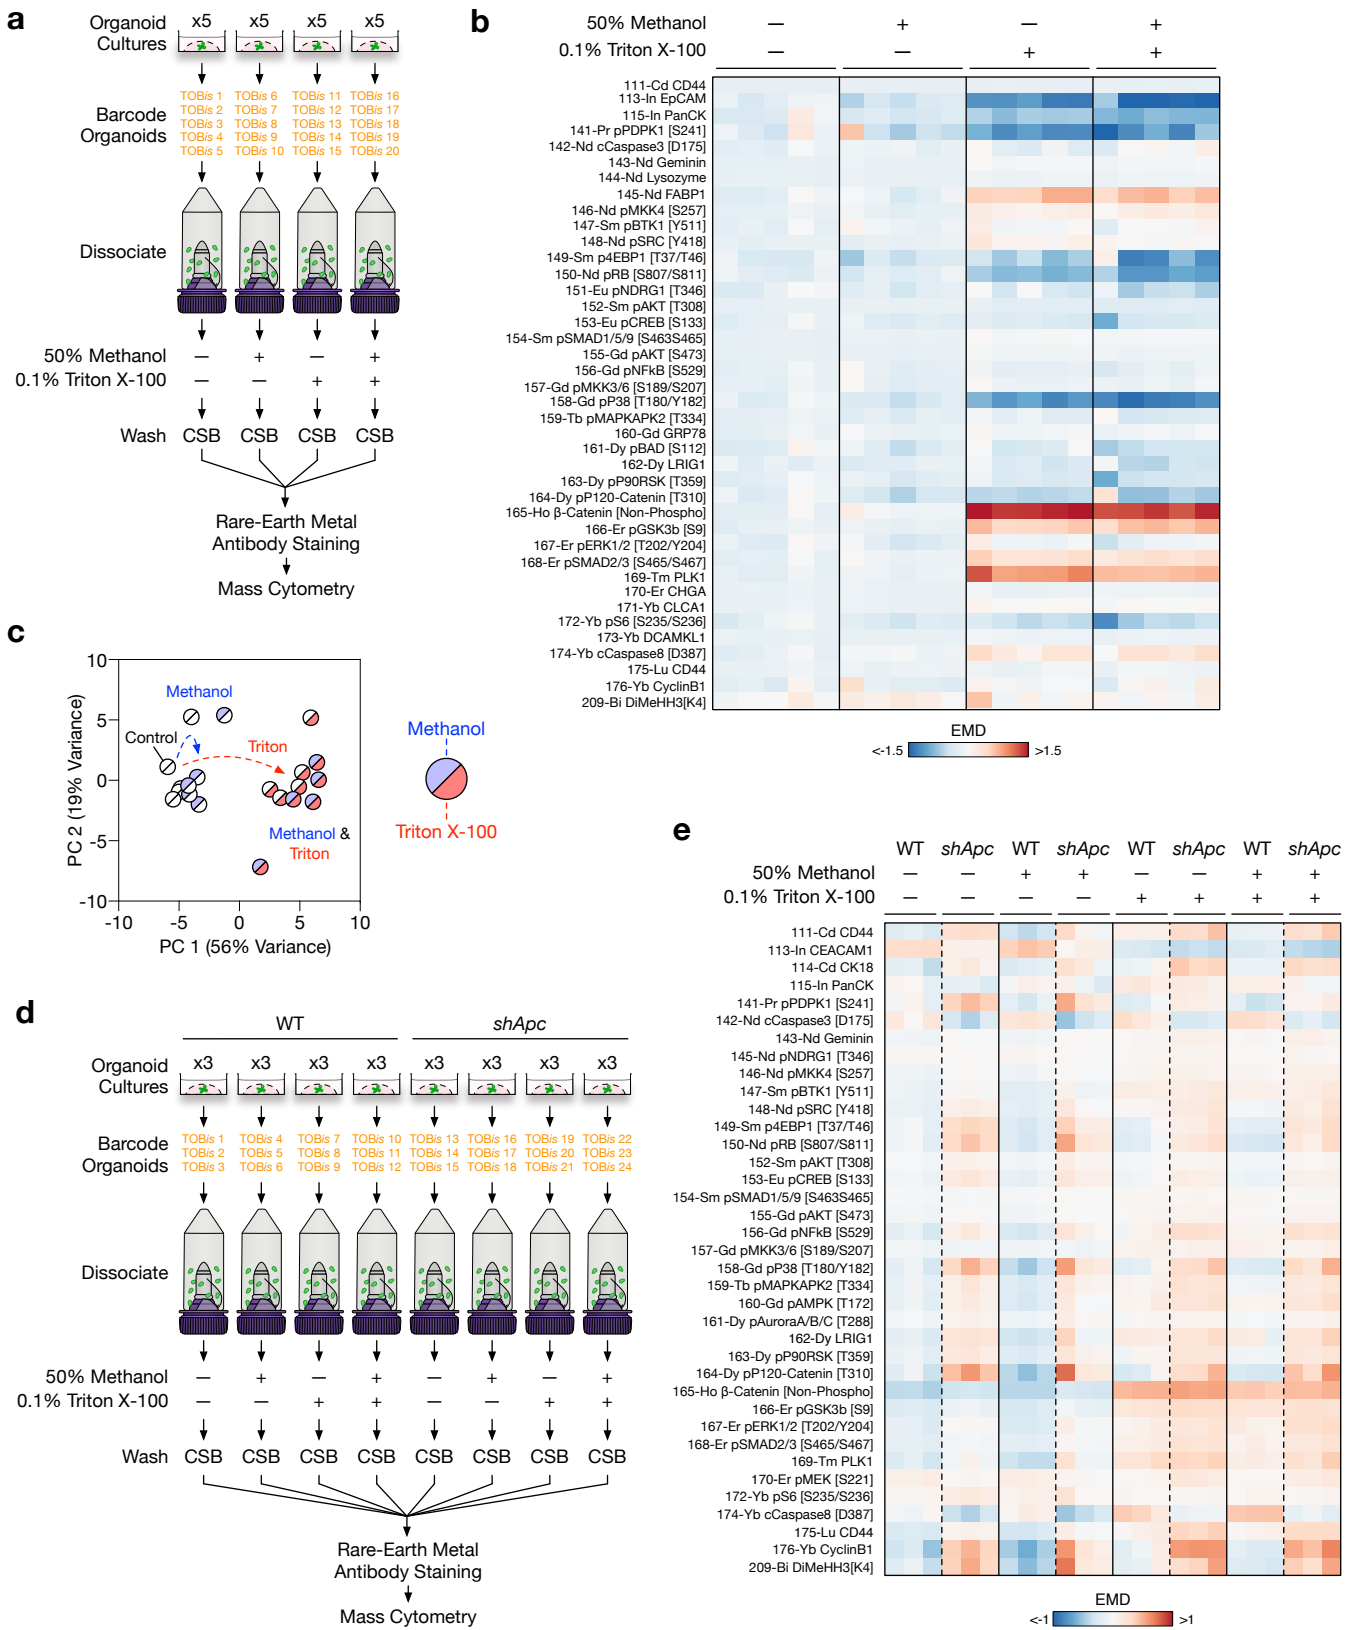 a
Organoid
Cultures
x5 x5 x5 x5
Barcode
Organoids
TOBis 1 TOBis 6 TOBis 11 TOBis 16
TOBis 2 TOBis 7 TOBis 12 TOBis 17
TOBis 3 TOBis 8 TOBis 13 TOBis 18
TOBis 4 TOBis 9 TOBis 14 TOBis 19
TOBis 5 TOBis 10 TOBis 15 TOBis 20
Dissociate
50% Methanol — + — +
0.1% Triton X-100 — — + +
Wash CSB CSB CSB CSB
Rare-Earth Metal
Antibody Staining
Mass Cytometry
b
50% Methanol — + — +
0.1% Triton X-100 — — + +
111-Cd CD44
113-In EpCAM
115-In PanCK
141-Pr pPDPK1 [S241]
142-Nd cCaspase3 [D175]
143-Nd Geminin
144-Nd Lysozyme
145-Nd FABP1
146-Nd pMKK4 [S257]
147-Sm pBTK1 [Y511]
148-Nd pSRC [Y418]
149-Sm p4EBP1 [T37/T46]
150-Nd pRB [S807/S811]
151-Eu pNDRG1 [T346]
152-Sm pAKT [T308]
153-Eu pCREB [S133]
154-Sm pSMAD1/5/9 [S463S465]
155-Gd pAKT [S473]
156-Gd pNFkB [S529]
157-Gd pMKK3/6 [S189/S207]
158-Gd pP38 [T180/Y182]
159-Tb pMAPKAPK2 [T334]
160-Gd GRP78
161-Dy pBAD [S112]
162-Dy LRIG1
163-Dy pP90RSK [T359]
164-Dy pP120-Catenin [T310]
165-Ho β-Catenin [Non-Phospho]
166-Er pGSK3b [S9]
167-Er pERK1/2 [T202/Y204]
168-Er pSMAD2/3 [S465/S467]
169-Tm PLK1
170-Er CHGA
171-Yb CLCA1
172-Yb pS6 [S235/S236]
173-Yb DCAMKL1
174-Yb cCaspase8 [D387]
175-Lu CD44
176-Yb CyclinB1
209-Bi DiMeHH3[K4]
EMD
<-1.5 >1.5
c
10
5
0
-5
-10
PC 2 (19% Variance)
-10 -5 0 5 10
PC 1 (56% Variance)
Methanol
Control
Triton
Methanol &
Triton
Methanol
Triton X-100
d
WT shApc
Organoid
Cultures
x3 x3 x3 x3 x3 x3 x3 x3
Barcode
Organoids
TOBis 1 TOBis 4 TOBis 7 TOBis 10 TOBis 13 TOBis 16 TOBis 19 TOBis 22
TOBis 2 TOBis 5 TOBis 8 TOBis 11 TOBis 14 TOBis 17 TOBis 20 TOBis 23
TOBis 3 TOBis 6 TOBis 9 TOBis 12 TOBis 15 TOBis 18 TOBis 21 TOBis 24
Dissociate
50% Methanol — + — + — + — +
0.1% Triton X-100 — — + + — — + +
Wash CSB CSB CSB CSB CSB CSB CSB CSB
Rare-Earth Metal
Antibody Staining
Mass Cytometry
e
WT shApc WT shApc WT shApc WT shApc
50% Methanol — — + + — — + +
0.1% Triton X-100 — — — — + + + +
111-Cd CD44
113-In CEACAM1
114-Cd CK18
115-In PanCK
141-Pr pPDPK1 [S241]
142-Nd cCaspase3 [D175]
143-Nd Geminin
145-Nd pNDRG1 [T346]
146-Nd pMKK4 [S257]
147-Sm pBTK1 [Y511]
148-Nd pSRC [Y418]
149-Sm p4EBP1 [T37/T46]
150-Nd pRB [S807/S811]
152-Sm pAKT [T308]
153-Eu pCREB [S133]
154-Sm pSMAD1/5/9 [S463S465]
155-Gd pAKT [S473]
156-Gd pNFkB [S529]
157-Gd pMKK3/6 [S189/S207]
158-Gd pP38 [T180/Y182]
159-Tb pMAPKAPK2 [T334]
160-Gd pAMPK [T172]
161-Dy pAuroraA/B/C [T288]
162-Dy LRIG1
163-Dy pP90RSK [T359]
164-Dy pP120-Catenin [T310]
165-Ho β-Catenin [Non-Phospho]
166-Er pGSK3b [S9]
167-Er pERK1/2 [T202/Y204]
168-Er pSMAD2/3 [S465/S467]
169-Tm PLK1
170-Er pMEK [S221]
172-Yb pS6 [S235/S236]
174-Yb cCaspase8 [D387]
175-Lu CD44
176-Yb CyclinB1
209-Bi DiMeHH3[K4]
EMD
<-1 >1